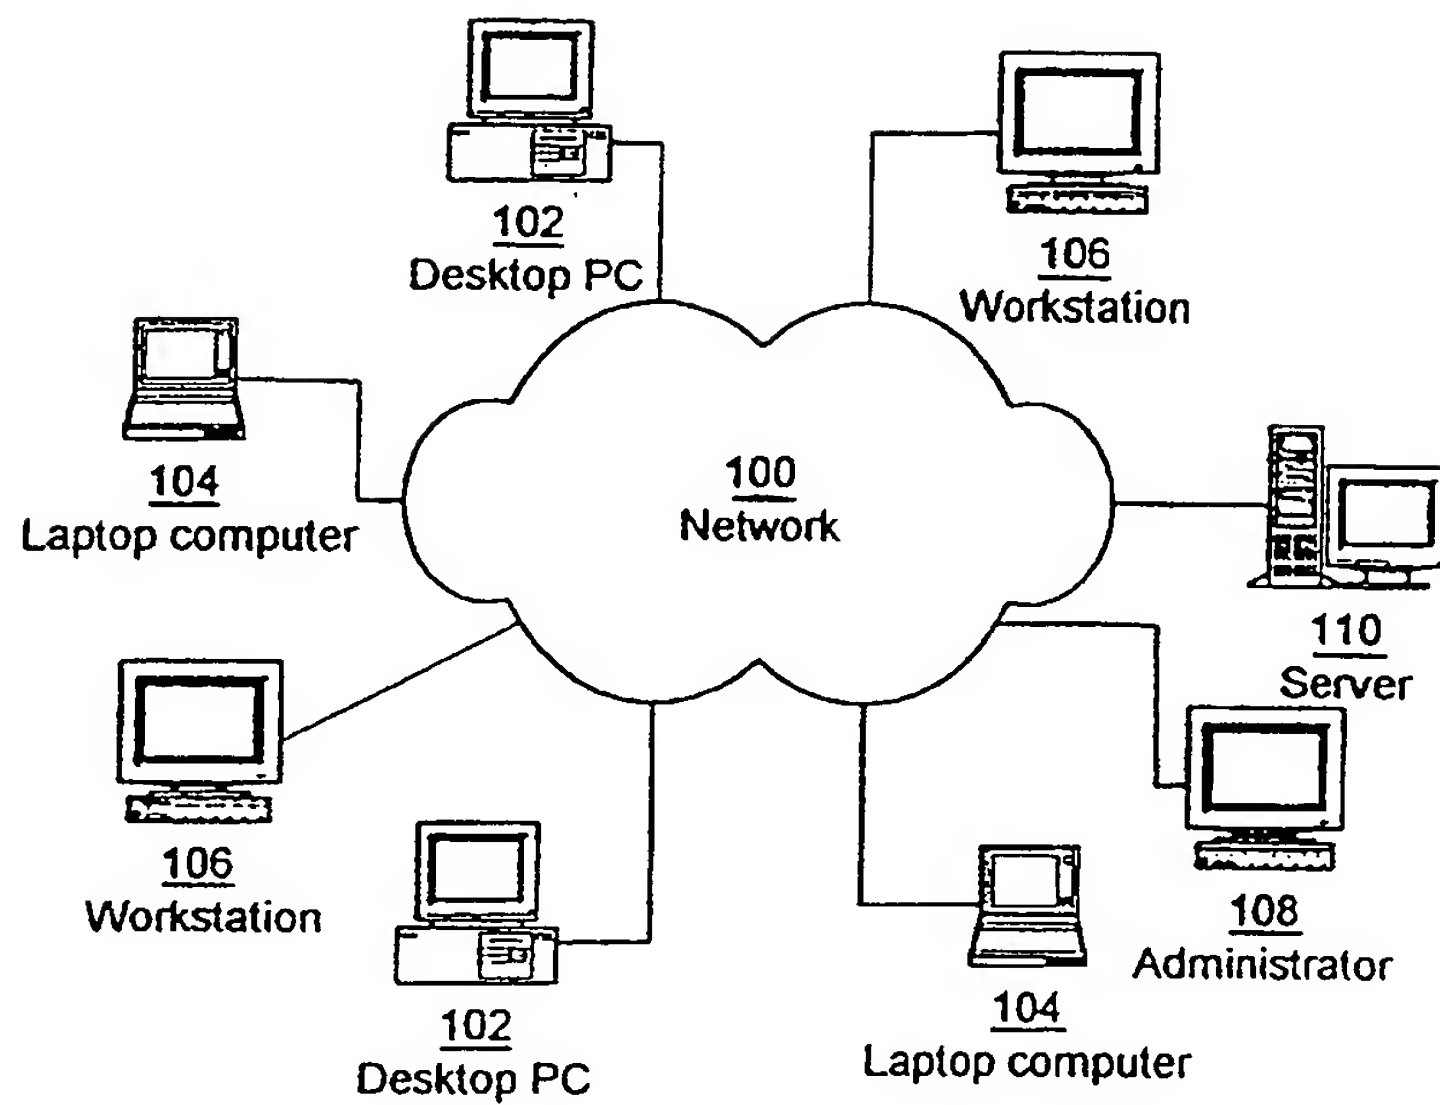 102
Desktop PC
106
Workstation
104
Laptop computer
100
Network
110
Server
106
Workstation
108
Administrator
102
Desktop PC
104
Laptop computer